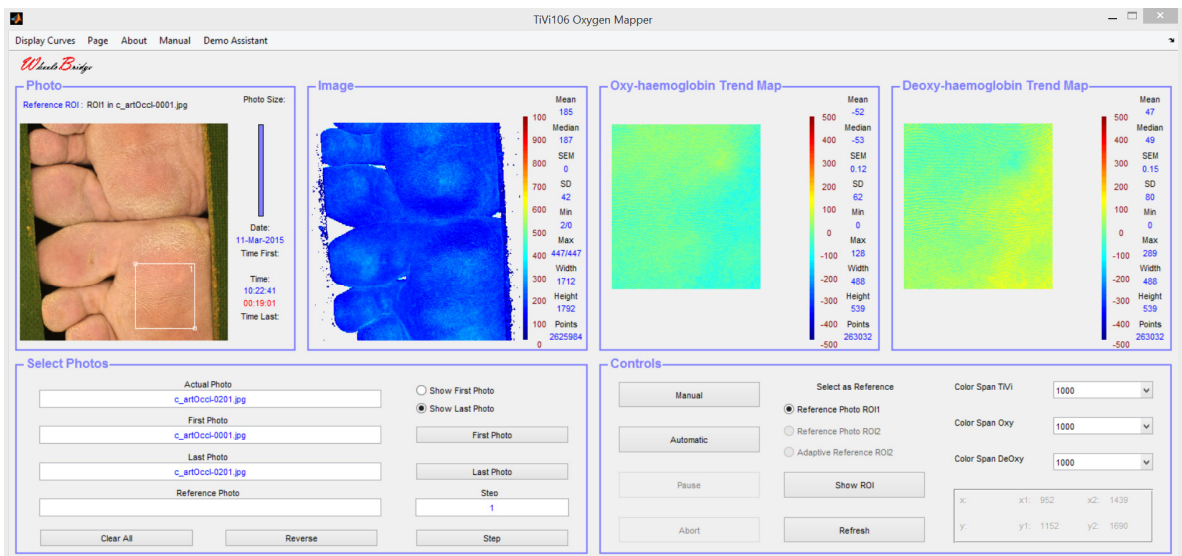 TiVi106 Oxygen Mapper
Display Curves Page About Manual Demo Assistant
WheelsBridge
Photo
Reference ROI : ROI1 in c_artOccl-0001.jpg
Photo Size:
1
Date:
11-Mar-2015
Time First:
Time:
10:22:41
00:19:01
Time Last:
Image
100
900
800
700
600
500
400
300
200
100
0
Mean
185
Median
187
SEM
0
SD
42
Min
2/0
Max
447/447
Width
1712
Height
1792
Points
2625984
Oxy-haemoglobin Trend Map
500
400
300
200
100
0
-100
-200
-300
-400
-500
Mean
-52
Median
-53
SEM
0.12
SD
62
Min
0
Max
128
Width
488
Height
539
Points
263032
Deoxy-haemoglobin Trend Map
500
400
300
200
100
0
-100
-200
-300
-400
-500
Mean
47
Median
49
SEM
0.15
SD
80
Min
0
Max
289
Width
488
Height
539
Points
263032
Select Photos
Actual Photo
c_artOccl-0201.jpg
First Photo
c_artOccl-0001.jpg
Last Photo
c_artOccl-0201.jpg
Reference Photo
Clear All
Reverse
Show First Photo
Show Last Photo
First Photo
Last Photo
Step
1
Step
Controls
Manual
Automatic
Pause
Abort
Select as Reference
Reference Photo ROI1
Reference Photo ROI2
Adaptive Reference ROI2
Show ROI
Refresh
Color Span TiVi 1000
Color Span Oxy 1000
Color Span DeOxy 1000
x: x1: 952 x2: 1439
y: y1: 1152 y2: 1690